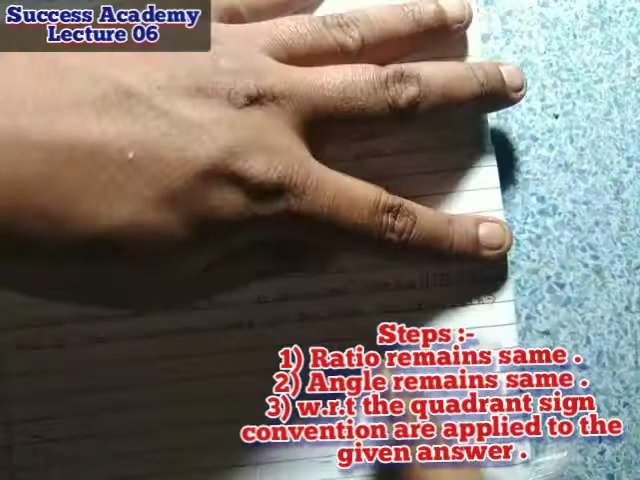 Success Academy
Lecture 06
Steps :-
1) Ratio remains same .
2) Angle remains same .
3) w.r.t the quadrant sign
convention are applied to the
given answer .